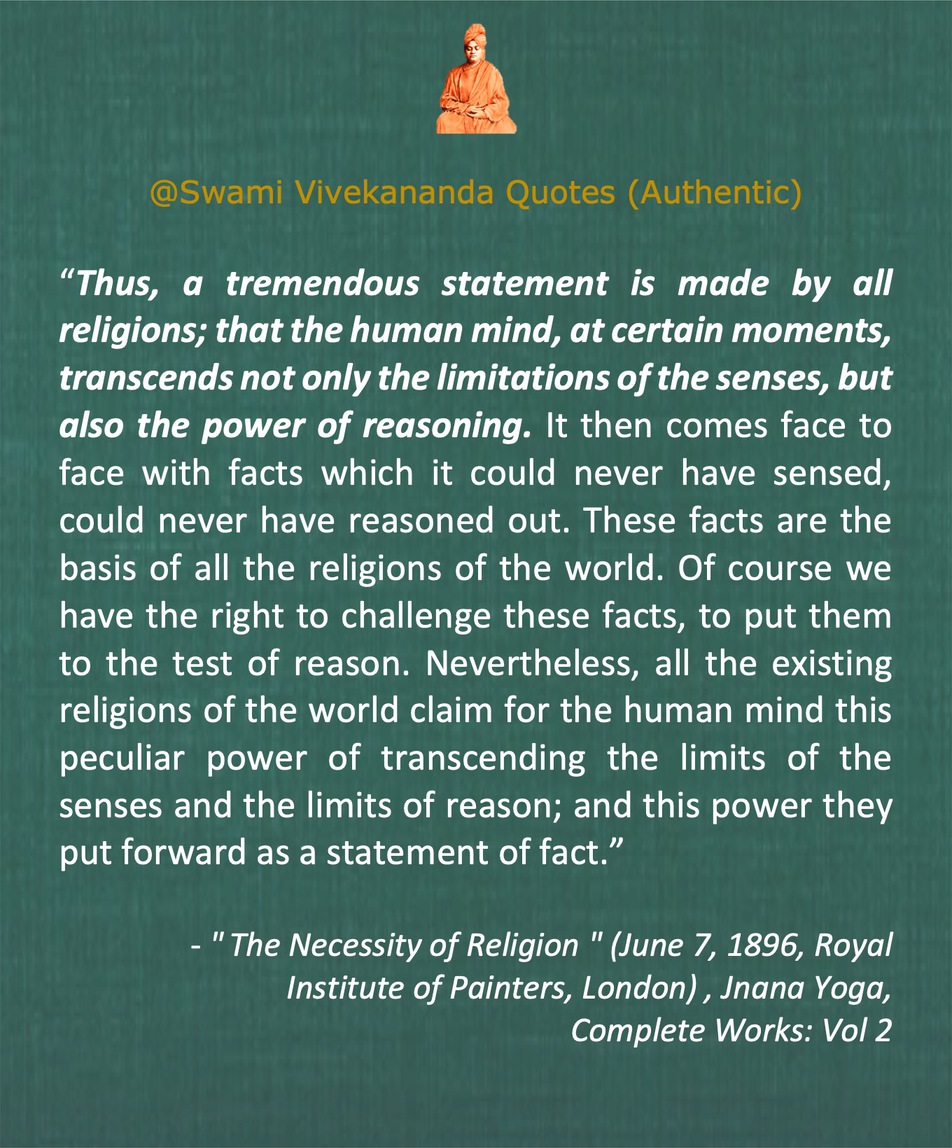 @Swami Vivekananda Quotes (Authentic)
“Thus, a tremendous statement is made by all
religions; that the human mind, at certain moments,
transcends not only the limitations of the senses, but
also the power of reasoning. It then comes face to
face with facts which it could never have sensed,
could never have reasoned out. These facts are the
basis of all the religions of the world. Of course we
have the right to challenge these facts, to put them
to the test of reason. Nevertheless, all the existing
religions of the world claim for the human mind this
peculiar power of transcending the limits of the
senses and the limits of reason; and this power they
put forward as a statement of fact.”
- " The Necessity of Religion " (June 7, 1896, Royal
Institute of Painters, London) , Jnana Yoga,
Complete Works: Vol 2